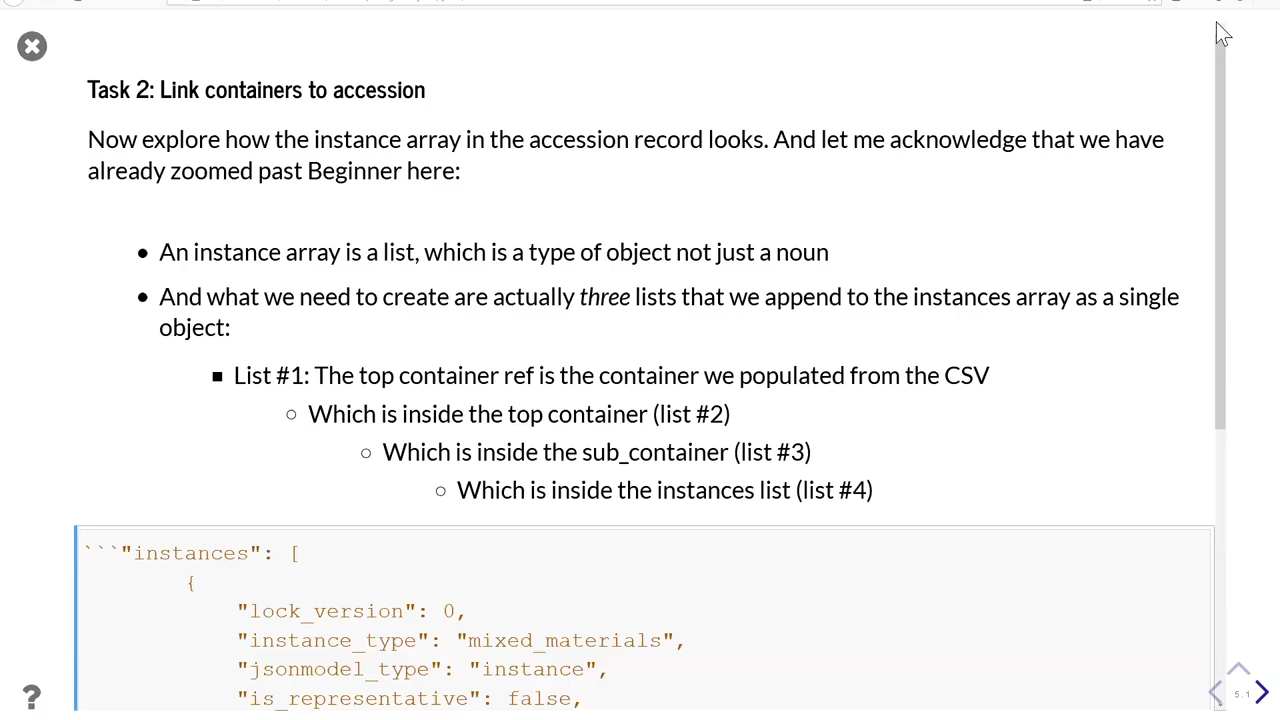 Task 2: Link containers to accession
Now explore how the instance array in the accession record looks. And let me acknowledge that we have
already zoomed past Beginner here:
An instance array is a list, which is a type of object not just a noun
And what we need to create are actually three lists that we append to the instances array as a single
object:
List #1: The top container ref is the container we populated from the CSV
Which is inside the top container (list #2)
Which is inside the sub_container (list #3)
Which is inside the instances list (list #4)
```"instances": [
{
"lock_version": 0,
"instance_type": "mixed_materials",
"jsonmodel_type": "instance",
"is_representative": false,
?
5.1